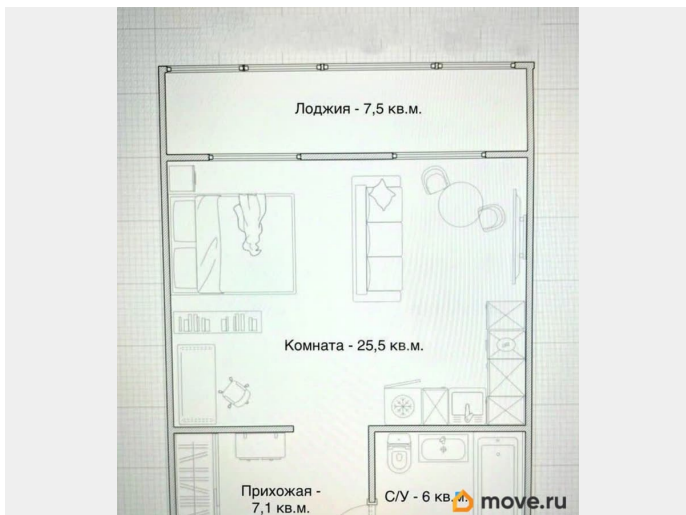 Лоджия - 7,5 кв.м.
Комната - 25,5 кв.м.
Прихожая -
7,1 кв.м.
С/У - 6 кв.м.
move.ru